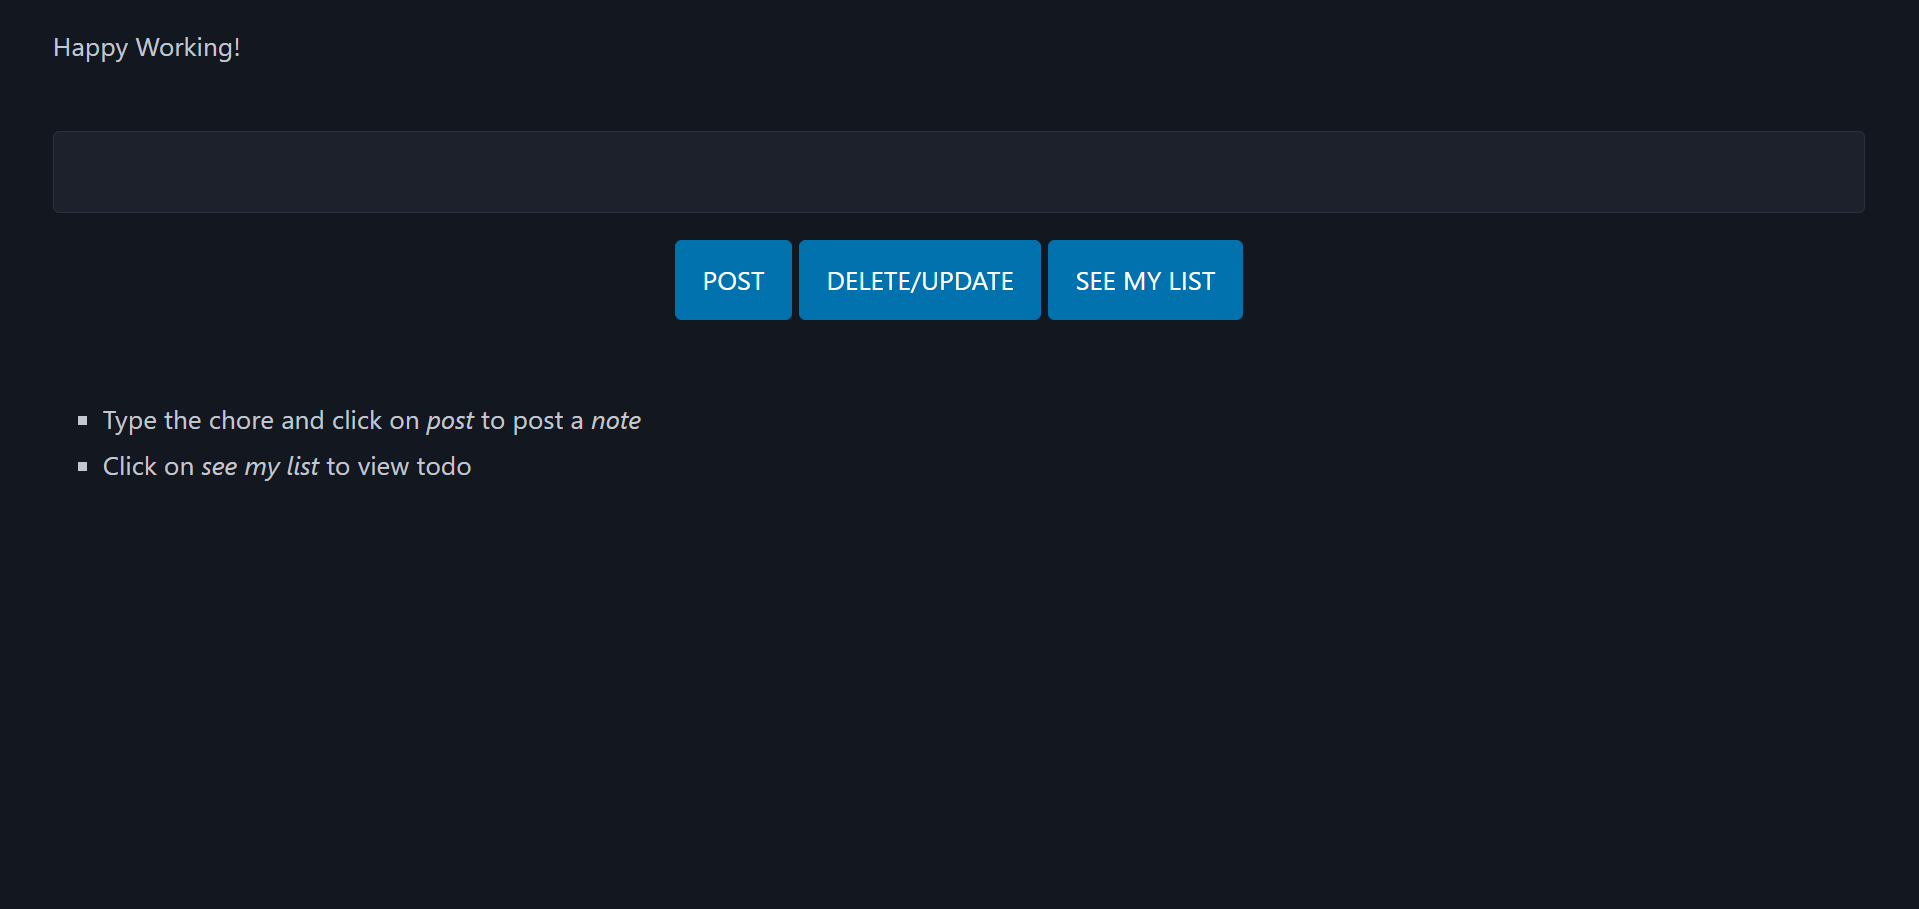 Happy Working!
POST DELETE/UPDATE SEE MY LIST
Type the chore and click on post to post a note
Click on see my list to view todo